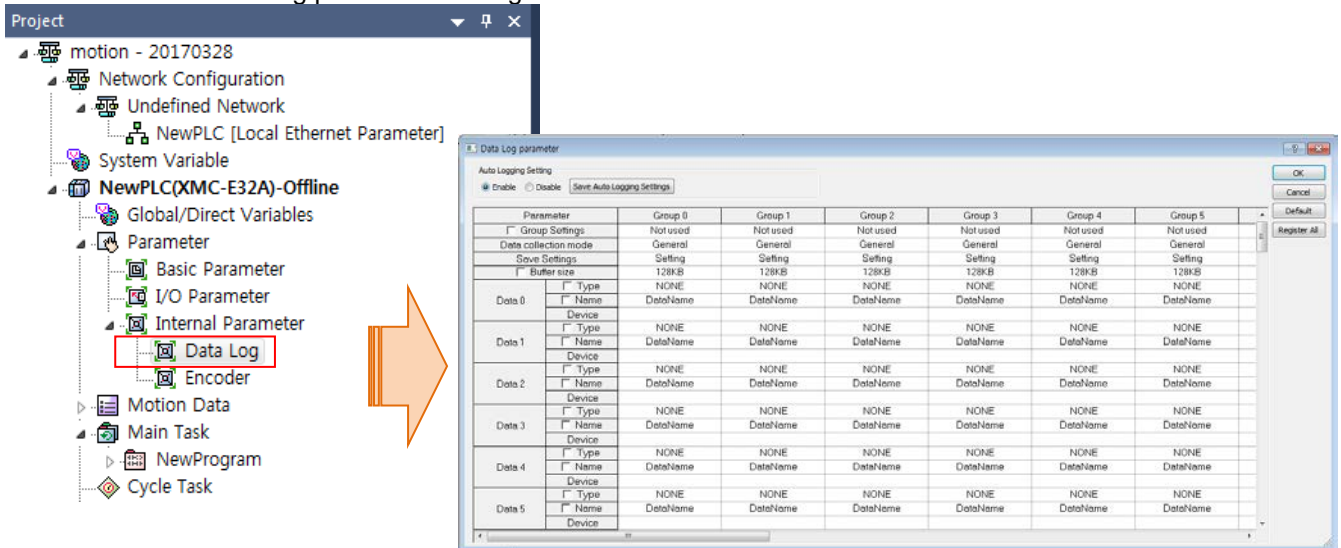 Project
motion - 20170328
Network Configuration
Undefined Network
NewPLC [Local Ethernet Parameter]
System Variable
NewPLC(XMC-E32A)-Offline
Global/Direct Variables
Parameter
Basic Parameter
I/O Parameter
Internal Parameter
Data Log
Encoder
Motion Data
Main Task
NewProgram
Cycle Task
Data Log parameter
Auto Logging Setting
Enable Disable Save Auto Logging Settings
OK
Cancel
Default
Register All
Parameter Group 0 Group 1 Group 2 Group 3 Group 4 Group 5
Group Settings Not used Not used Not used Not used Not used Not used
Data collection mode General General General General General General
Save Settings Setting Setting Setting Setting Setting Setting
Buffer size 128KB 128KB 128KB 128KB 128KB 128KB
Data 0
Type NONE NONE NONE NONE NONE NONE
Name DataName DataName DataName DataName DataName DataName
Device
Data 1
Type NONE NONE NONE NONE NONE NONE
Name DataName DataName DataName DataName DataName DataName
Device
Data 2
Type NONE NONE NONE NONE NONE NONE
Name DataName DataName DataName DataName DataName DataName
Device
Data 3
Type NONE NONE NONE NONE NONE NONE
Name DataName DataName DataName DataName DataName DataName
Device
Data 4
Type NONE NONE NONE NONE NONE NONE
Name DataName DataName DataName DataName DataName DataName
Device
Data 5
Type NONE NONE NONE NONE NONE NONE
Name DataName DataName DataName DataName DataName DataName
Device